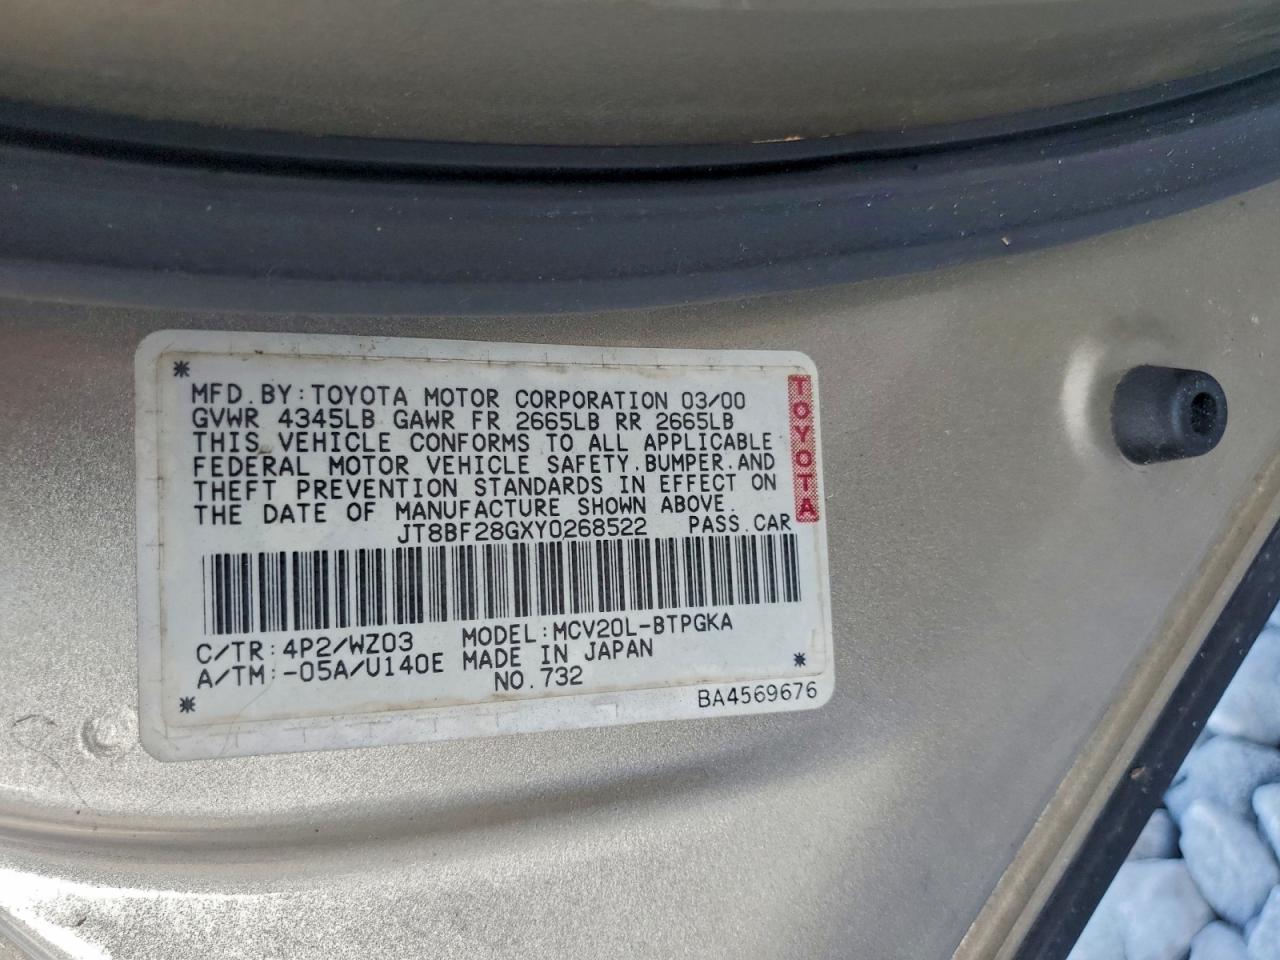 MFD. BY: TOYOTA MOTOR CORPORATION 03/00
GVWR 4345LB GAWR FR 2665LB RR 2665LB
THIS VEHICLE CONFORMS TO ALL APPLICABLE
FEDERAL MOTOR VEHICLE SAFETY. BUMPER. AND
THEFT PREVENTION STANDARDS IN EFFECT ON
THE DATE OF MANUFACTURE SHOWN ABOVE.
JT8BF28GXY0268522 PASS. CAR
C/TR: 4P2/WZ03 MODEL: MCV20L-BTPGKA
A/TM: -05A/U140E MADE IN JAPAN
NO. 732
BA4569676
TOYOTA